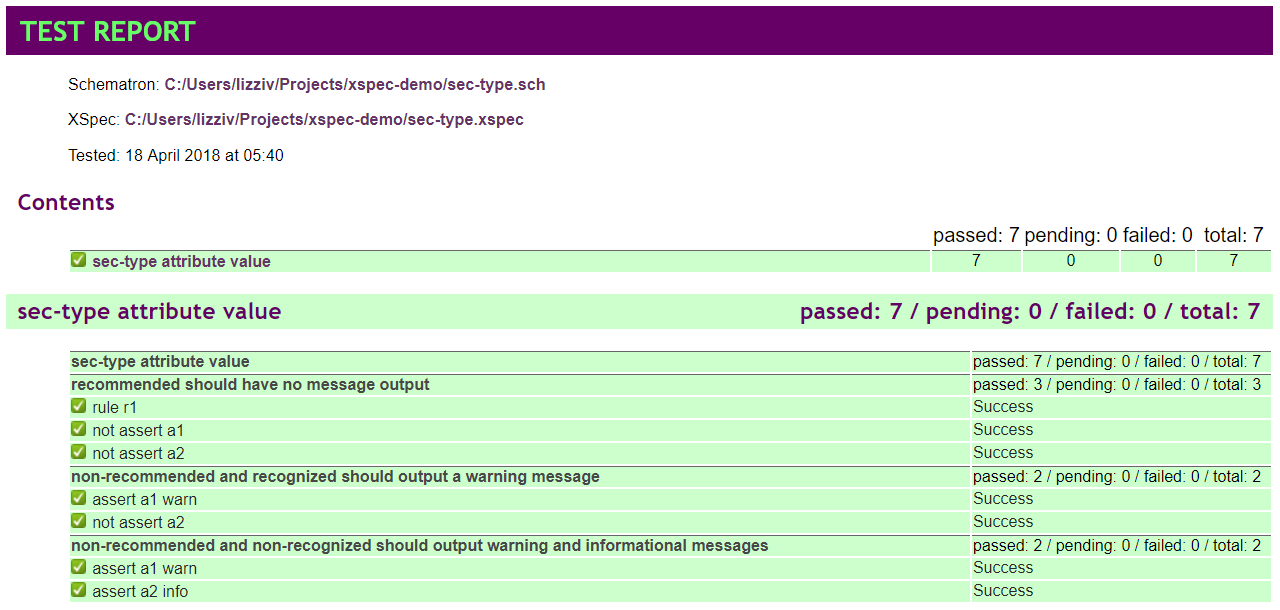 TEST REPORT
Schematron: C:/Users/lizziv/Projects/xspec-demo/sec-type.sch
XSpec: C:/Users/lizziv/Projects/xspec-demo/sec-type.xspec
Tested: 18 April 2018 at 05:40
Contents
passed: 7 pending: 0 failed: 0 total: 7
sec-type attribute value 7 0 0 7
sec-type attribute value passed: 7 / pending: 0 / failed: 0 / total: 7
sec-type attribute value passed: 7 / pending: 0 / failed: 0 / total: 7
recommended should have no message output passed: 3 / pending: 0 / failed: 0 / total: 3
rule r1 Success
not assert a1 Success
not assert a2 Success
non-recommended and recognized should output a warning message passed: 2 / pending: 0 / failed: 0 / total: 2
assert a1 warn Success
not assert a2 Success
non-recommended and non-recognized should output warning and informational messages passed: 2 / pending: 0 / failed: 0 / total: 2
assert a1 warn Success
assert a2 info Success